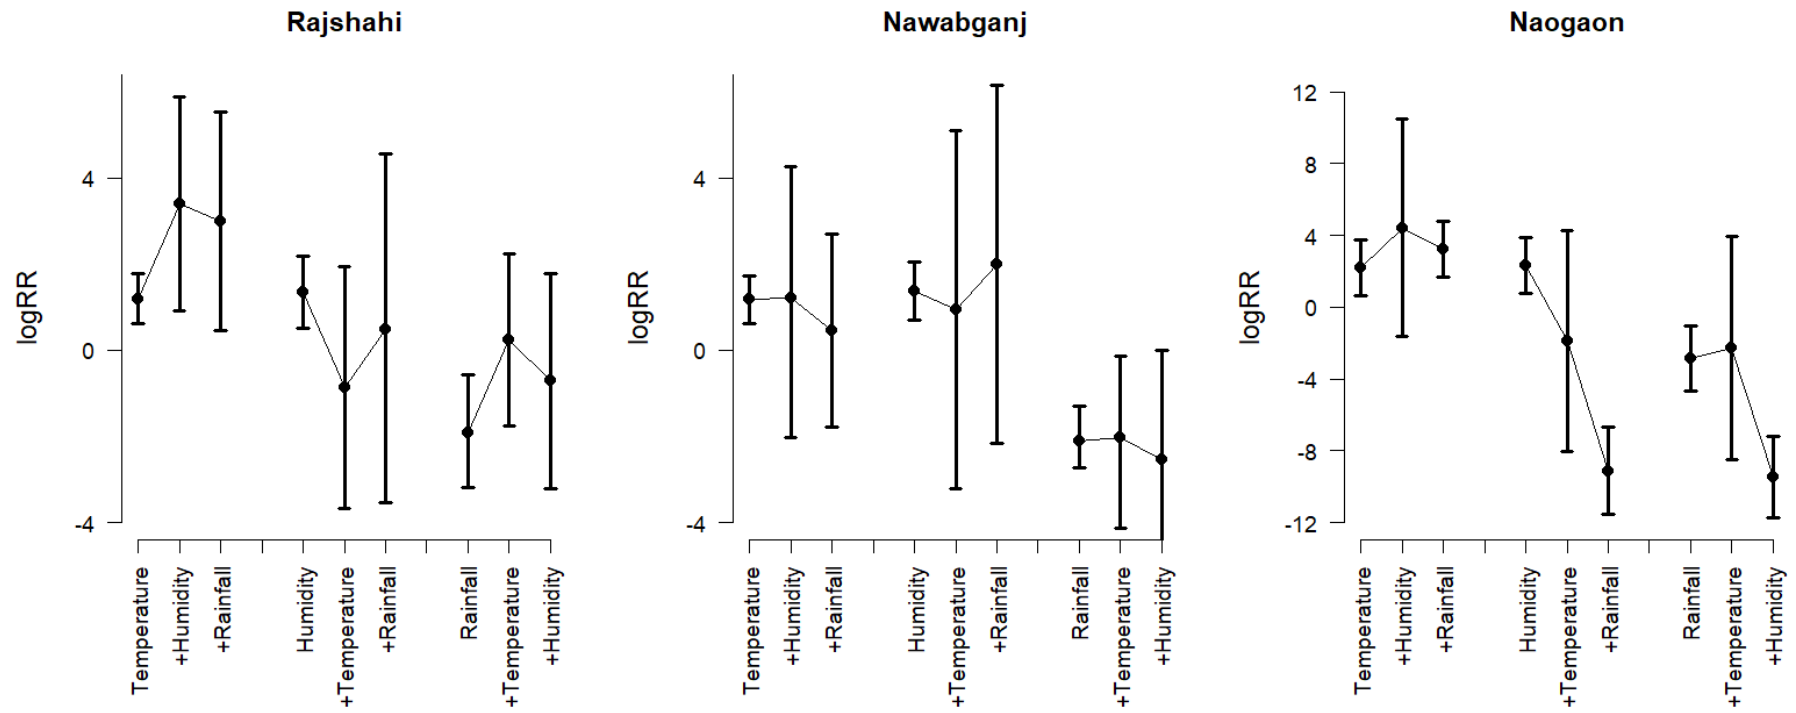 Rajshahi
logRR
4
0
-4
Temperature
+Humidity
+Rainfall
Humidity
+Temperature
+Rainfall
Rainfall
+Temperature
+Humidity
Nawabganj
logRR
4
0
-4
Temperature
+Humidity
+Rainfall
Humidity
+Temperature
+Rainfall
Rainfall
+Temperature
+Humidity
Naogaon
logRR
12
8
4
0
-4
-8
-12
Temperature
+Humidity
+Rainfall
Humidity
+Temperature
+Rainfall
Rainfall
+Temperature
+Humidity